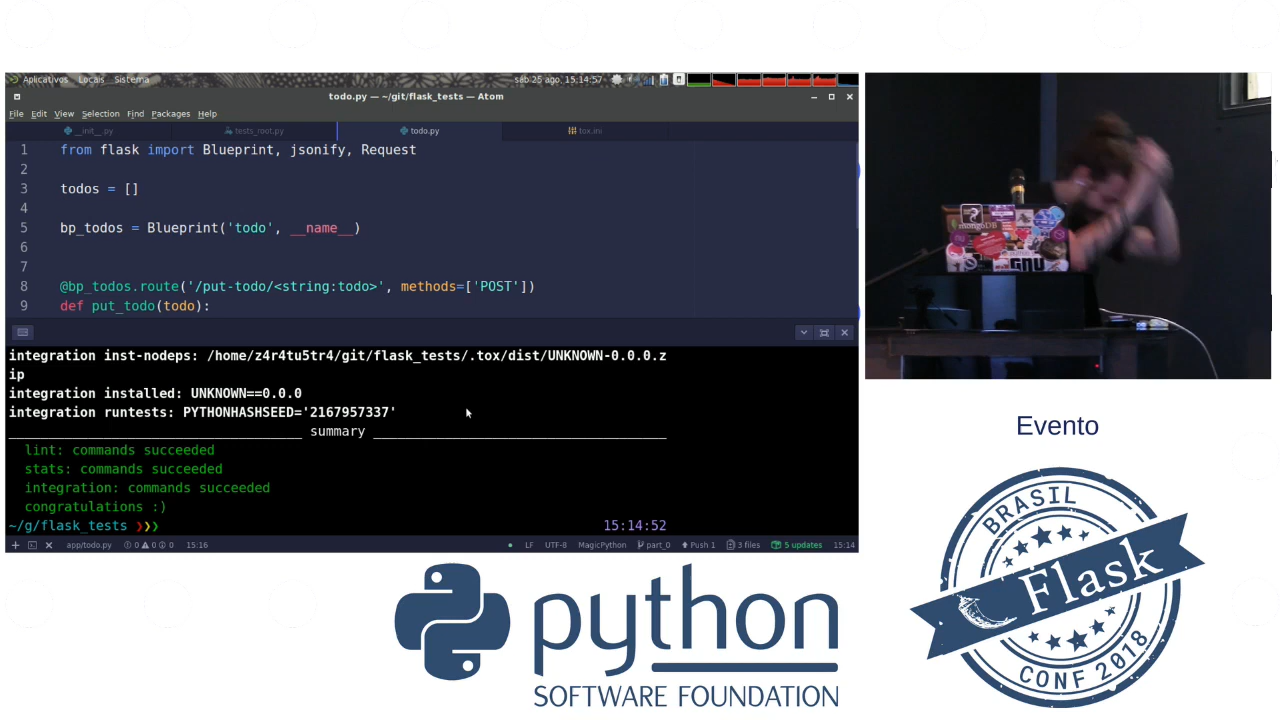 Aplicativos Locais Sistema sáb 25 ago, 15:14:57
todo.py — ~/git/flask_tests — Atom
File Edit View Selection Find Packages Help
__init__.py tests_root.py todo.py tox.ini
1 from flask import Blueprint, jsonify, Request
2
3 todos = []
4
5 bp_todos = Blueprint('todo', __name__)
6
7
8 @bp_todos.route('/put-todo/<string:todo>', methods=['POST'])
9 def put_todo(todo):
integration inst-nodeps: /home/z4r4tu5tr4/git/flask_tests/.tox/dist/UNKNOWN-0.0.0.z
ip
integration installed: UNKNOWN==0.0.0
integration runtests: PYTHONHASHSEED='2167957337'
summary
lint: commands succeeded
stats: commands succeeded
integration: commands succeeded
congratulations :)
~/g/flask_tests ❯❯❯ 15:14:52
app/todo.py 0 0 0 15:16 LF UTF-8 MagicPython part_0 Push 1 3 files 5 updates 15:14
mongoDB
GNU
Evento
BRASIL
Flask
CONF 2018
python
SOFTWARE FOUNDATION